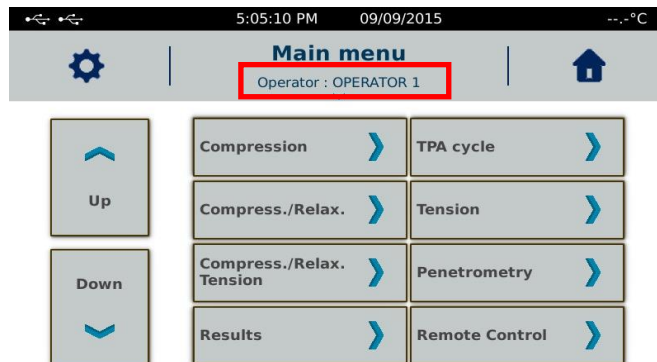 5:05:10 PM 09/09/2015 --.-°C
Main menu
Operator : OPERATOR 1
Up
Down
Compression
TPA cycle
Compress./Relax.
Tension
Compress./Relax.
Tension
Penetrometry
Results
Remote Control